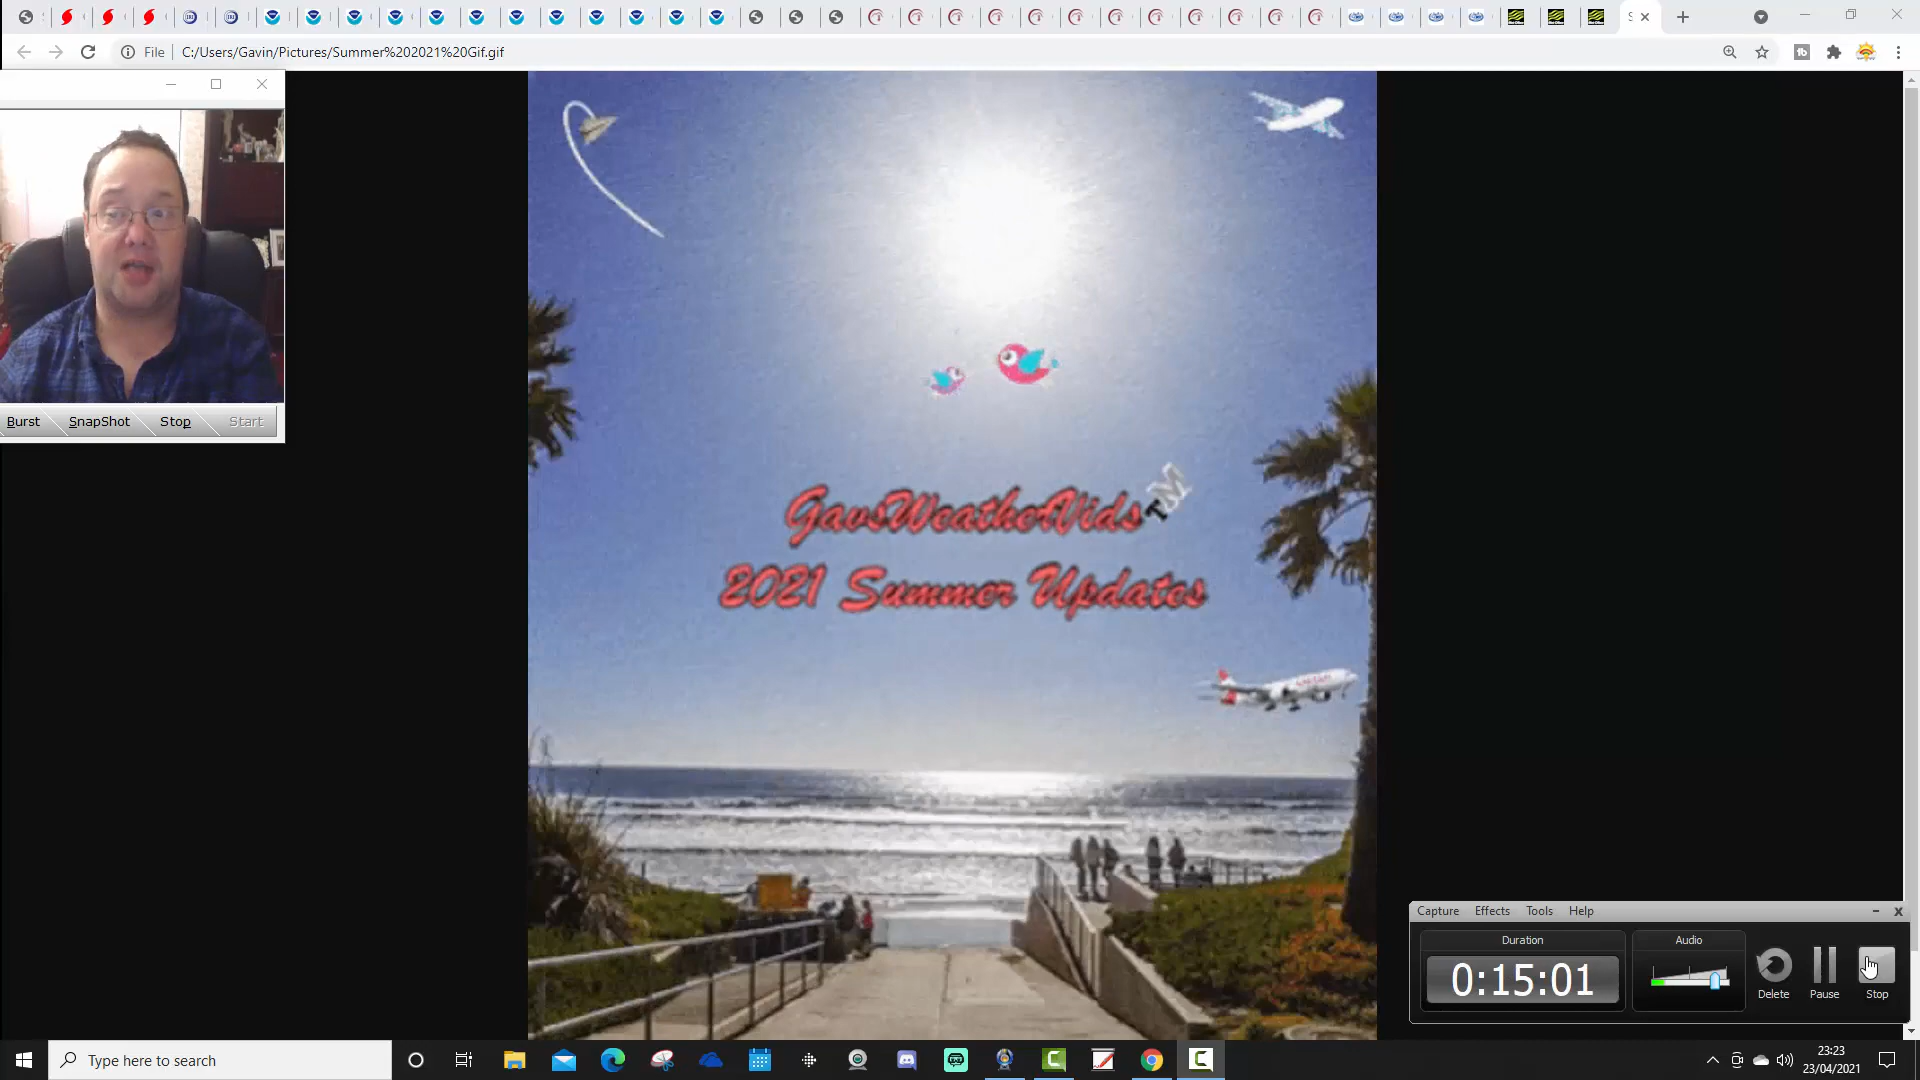 File
C:/Users/Gavin/Pictures/Summer%202021%20Gif.gif
Burst
SnapShot
Stop
Start
GavsWeatherVids TM
2021 Summer Updates
Capture Effects Tools Help
Duration
Audio
0:15:01
Delete
Pause
Stop
Type here to search
23:23
23/04/2021